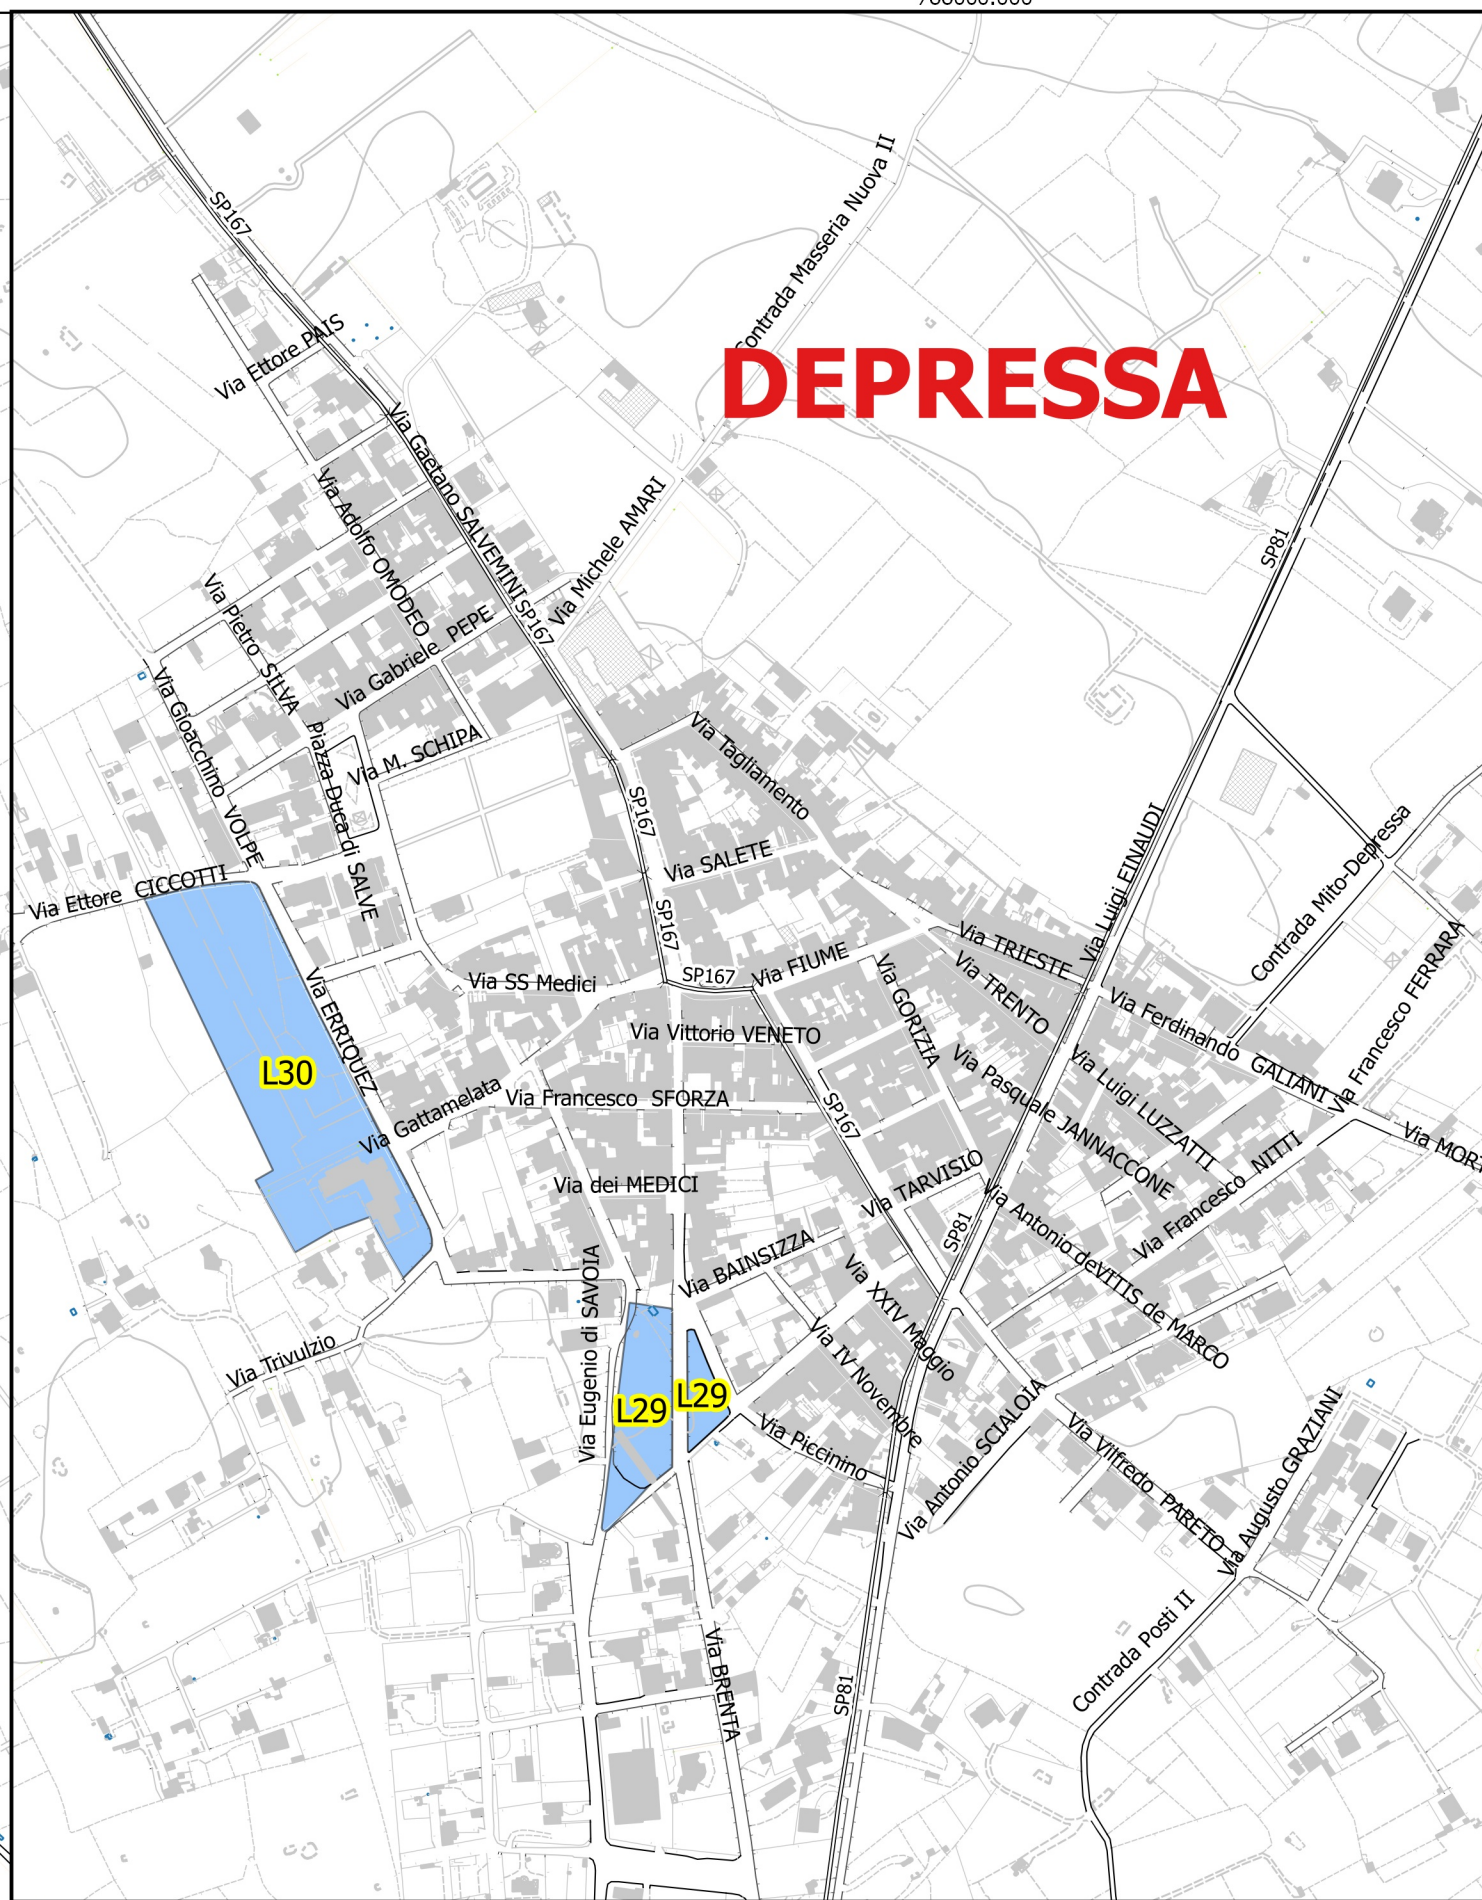 SP167
Contrada Masseria Nuova II
Via Ettore PAIS
DEPRESSA
Via Gaetano SALVEMINI
SP167
Via Adolfo OMODEO
Via Michele AMARI
SP81
Via Pietro SILVA
Via Gabriele PEPE
Via Gioacchino VOLPE
Piazza Duca di SALVE
Via M. SCHIPA
Via Tagliamento
SP167
Via SALETE
Via Luigi EINAUDI
Contrada Mito-Depressa
Via Ettore CICCOTTI
SP167
Via TRIESTE
Via FIUME
SP167
Via SS Medici
Via ERRIQUEZ
Via GORIZIA
Via TRENTO
Via Francesco FERRARA
Via Ferdinando GALIANI
Via Vittorio VENETO
L30
Via Gattamelata
Via Francesco SFORZA
SP167
Via Pasquale JANNACCONE
Via Luigi LUZZATTI
Via MORT
Via dei MEDICI
Via TARVISIO
Via Francesco NITTI
SP81
Via Antonio deVITIS de MARCO
Via BAINSIZZA
Via XXIV Maggio
Via Eugenio di SAVOIA
Via Trivulzio
Via IV Novembre
L29
L29
Via Piccinino
Via Antonio SCIALOIA
Via Vilfredo PARETO
Via Augusto GRAZIANI
Contrada Posti II
Via BRENTA
SP81